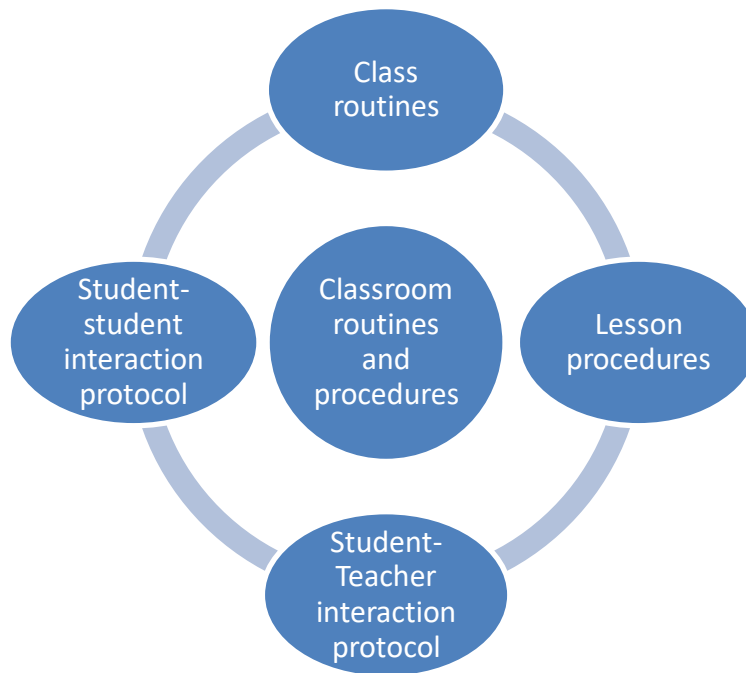 Class
routines
Student-
student
interaction
protocol
Classroom
routines
and
procedures
Lesson
procedures
Student-
Teacher
interaction
protocol